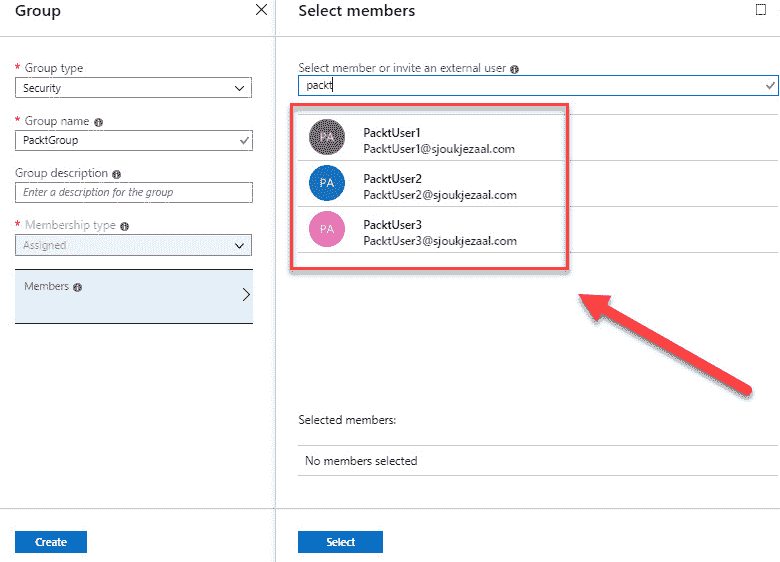 Group
* Group type
Security
* Group name
PacktGroup
Group description
Enter a description for the group
* Membership type
Assigned
Members
Create
Select members
Select member or invite an external user
packt
PA
PacktUser1
PacktUser1@sjoukjezaal.com
PA
PacktUser2
PacktUser2@sjoukjezaal.com
PA
PacktUser3
PacktUser3@sjoukjezaal.com
Selected members:
No members selected
Select